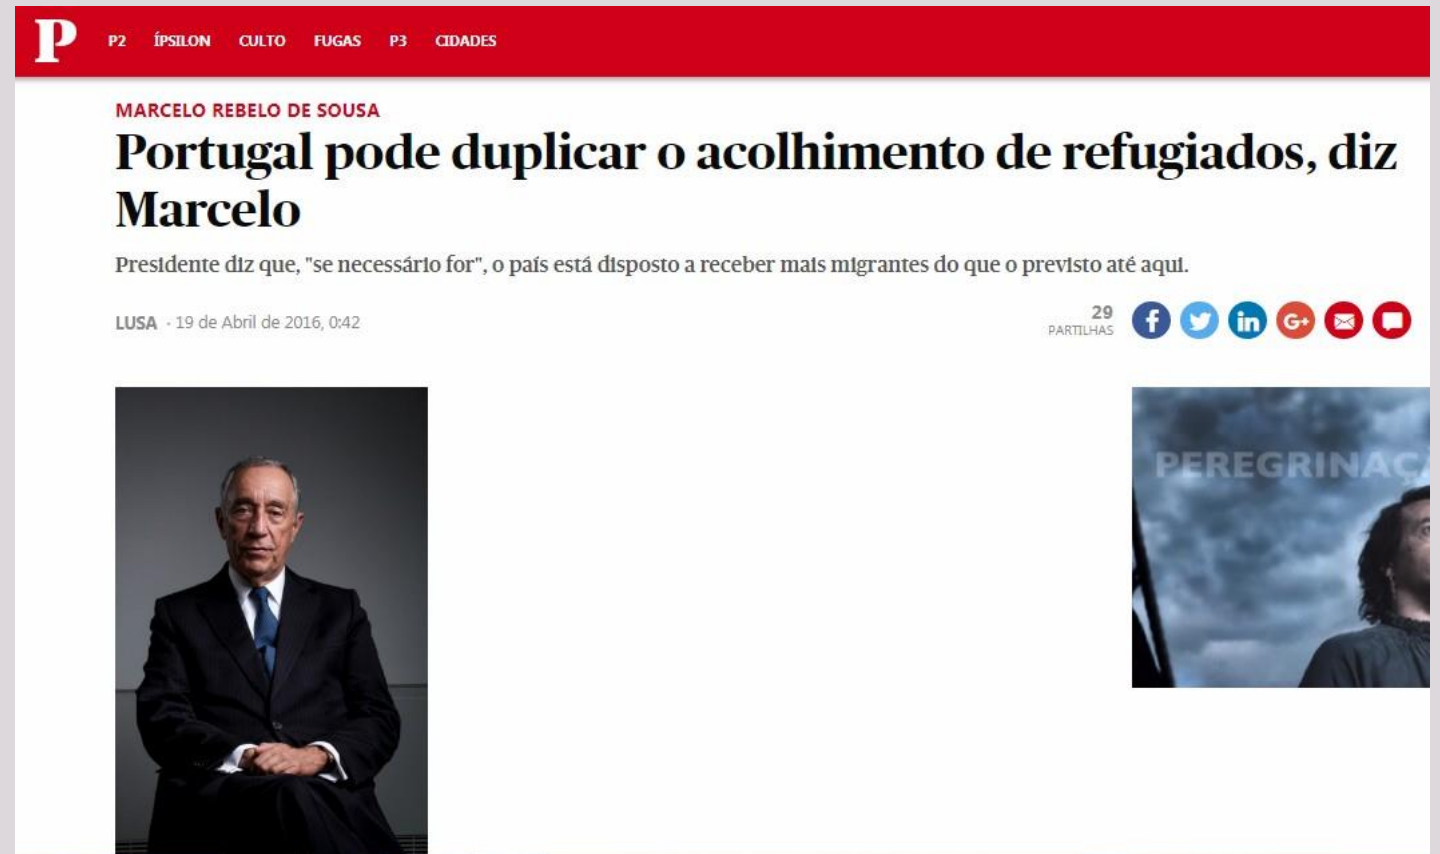 P
P2 ÍPSILON CULTO FUGAS P3 CIDADES
MARCELO REBELO DE SOUSA
Portugal pode duplicar o acolhimento de refugiados, diz
Marcelo
Presidente diz que, "se necessário for", o país está disposto a receber mais migrantes do que o previsto até aqui.
LUSA · 19 de Abril de 2016, 0:42
29
PARTILHAS
f in G+
PEREGRINAÇ